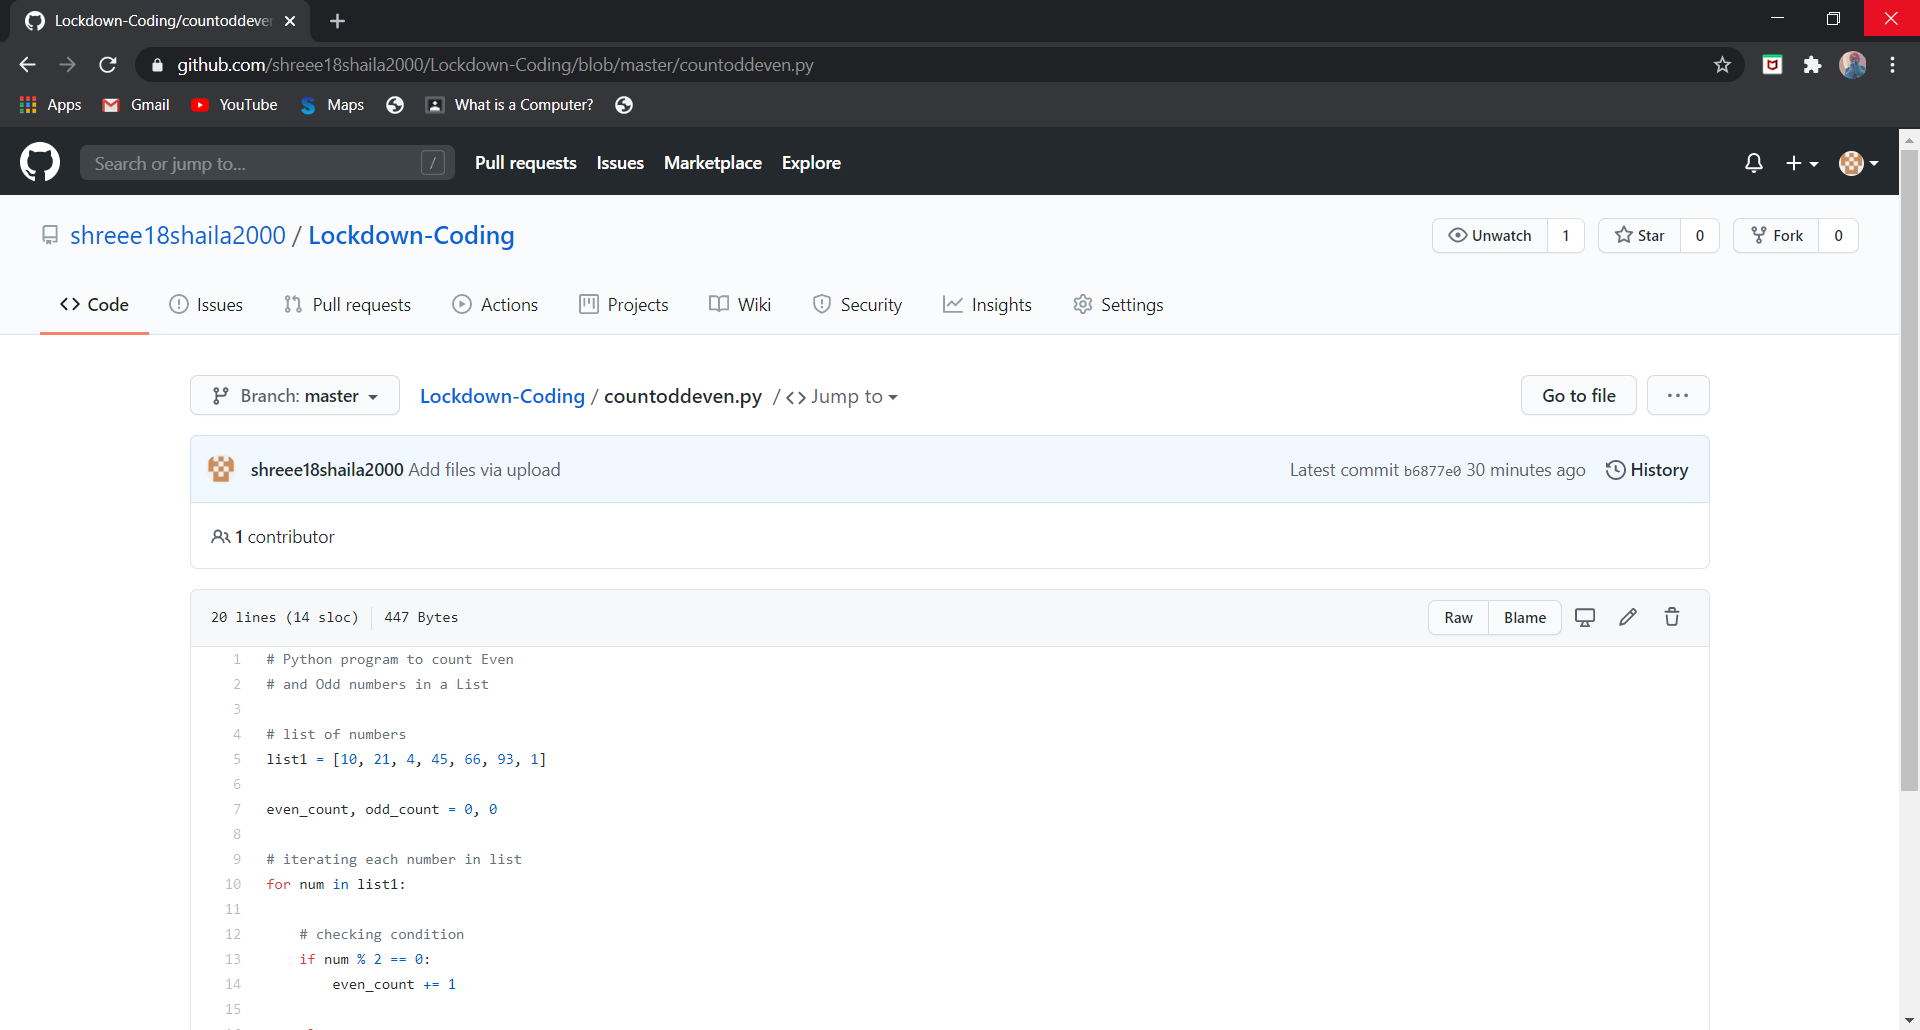 Lockdown-Coding/countoddeven
github.com/shreee18shaila2000/Lockdown-Coding/blob/master/countoddeven.py
Apps Gmail YouTube Maps What is a Computer?
Search or jump to... / Pull requests Issues Marketplace Explore
shreee18shaila2000 / Lockdown-Coding Unwatch 1 Star 0 Fork 0
Code Issues Pull requests Actions Projects Wiki Security Insights Settings
Branch: master Lockdown-Coding / countoddeven.py / <> Jump to Go to file ...
shreee18shaila2000 Add files via upload Latest commit b6877e0 30 minutes ago History
1 contributor
20 lines (14 sloc) 447 Bytes Raw Blame
1 # Python program to count Even
2 # and Odd numbers in a List
3
4 # list of numbers
5 list1 = [10, 21, 4, 45, 66, 93, 1]
6
7 even_count, odd_count = 0, 0
8
9 # iterating each number in list
10 for num in list1:
11
12 # checking condition
13 if num % 2 == 0:
14 even_count += 1
15